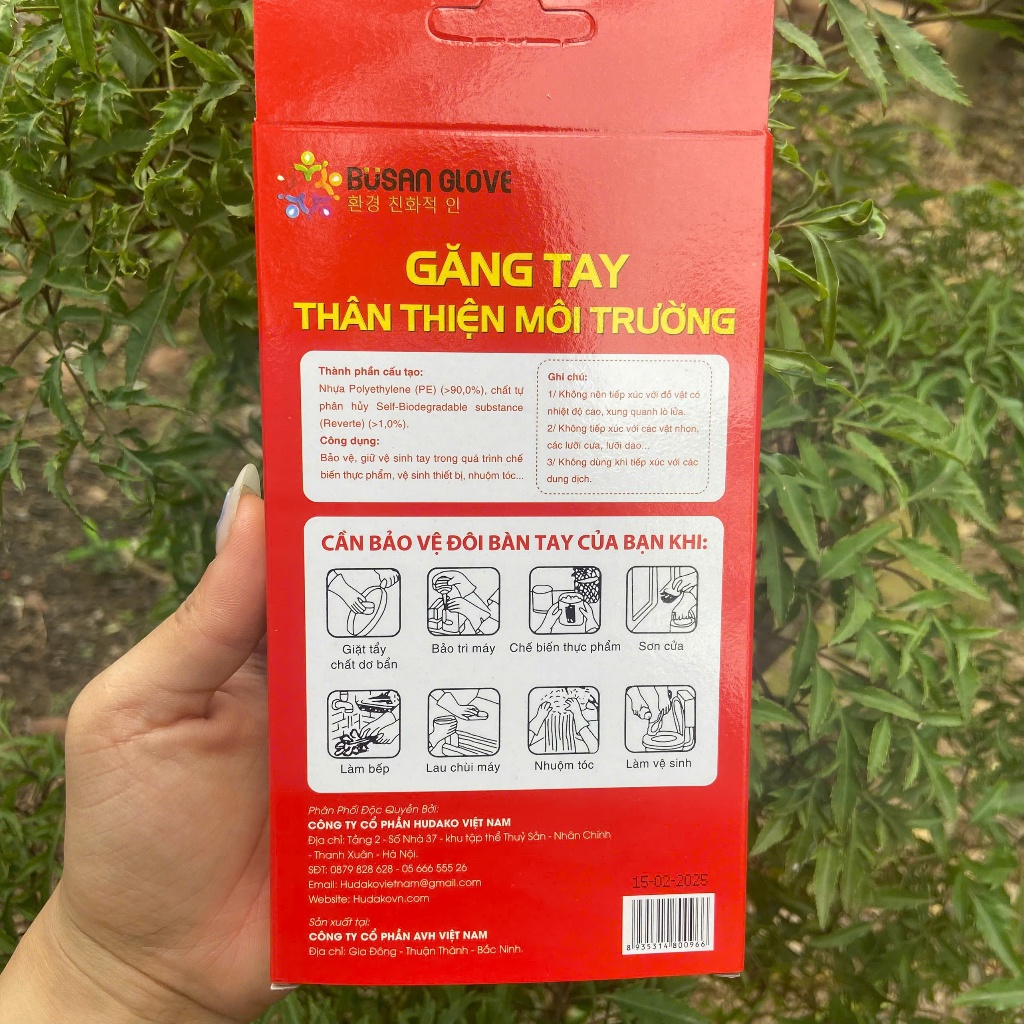 BUSAN GLOVE
환경 친화적 인
GĂNG TAY
THÂN THIỆN MÔI TRƯỜNG
Thành phần cấu tạo:
Nhựa Polyethylene (PE) (>90,0%), chất tự
phân hủy Self-Biodegradable substance
(Reverte) (>1,0%).
Công dụng:
Bảo vệ, giữ vệ sinh tay trong quá trình chế
biến thực phẩm, vệ sinh thiết bị, nhuộm tóc...
Ghi chú:
1/ Không nên tiếp xúc với đồ vật có
nhiệt độ cao, xung quanh lò lửa.
2/ Không tiếp xúc với các vật nhọn,
các lưỡi cưa, lưỡi dao...
3/ Không dùng khi tiếp xúc với các
dung dịch.
CẦN BẢO VỆ ĐÔI BÀN TAY CỦA BẠN KHI:
Giặt tẩy
chất dơ bẩn
Bảo trì máy
Chế biến thực phẩm
Sơn cửa
Làm bếp
Lau chùi máy
Nhuộm tóc
Làm vệ sinh
Phân Phối Độc Quyền Bởi:
CÔNG TY CỔ PHẦN HUDAKO VIỆT NAM
Địa chỉ: Tầng 2 - Số Nhà 37 - khu tập thể Thuỷ Sản - Nhân Chính
- Thanh Xuân - Hà Nội.
SĐT: 0879 828 628 - 05 666 555 26
Email: Hudakovietnam@gmail.com
Website: Hudakovn.com
Sản xuất tại:
CÔNG TY CỔ PHẦN AVH VIỆT NAM
Địa chỉ: Gia Đông - Thuận Thành - Bắc Ninh.
15-02-2025
8 935314 800966